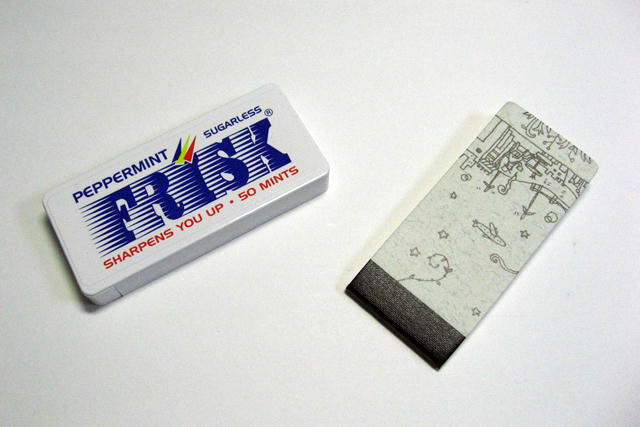 PEPPERMINT SUGARLESS
FRISK®
SHARPENS YOU UP • 50 MINTS